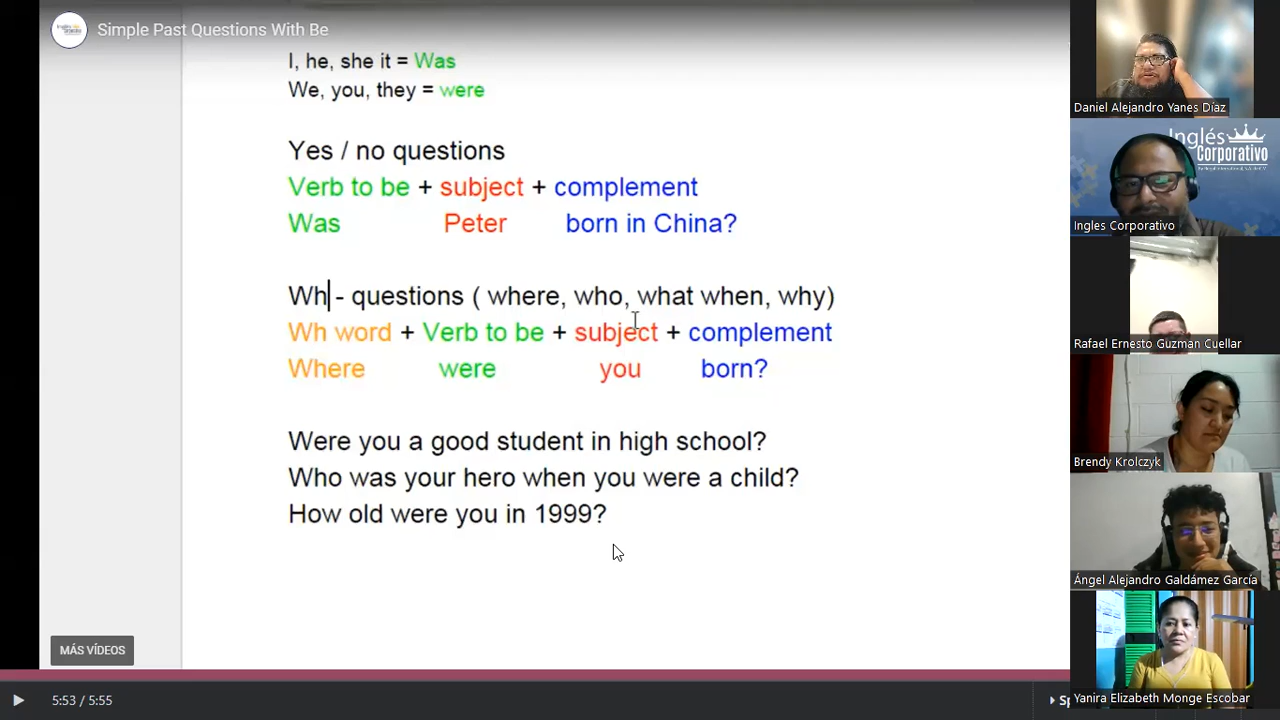 Simple Past Questions With Be
I, he, she it = Was
We, you, they = were
Yes / no questions
Verb to be + subject + complement
Was Peter born in China?
Wh - questions ( where, who, what when, why)
Wh word + Verb to be + subject + complement
Where were you born?
Were you a good student in high school?
Who was your hero when you were a child?
How old were you in 1999?
MÁS VÍDEOS
5:53 / 5:55
Daniel Alejandro Yanes Díaz
Inglés
Corporativo
Ingles Corporativo
Rafael Ernesto Guzman Cuellar
Brendy Krolczyk
Ángel Alejandro Galdámez García
Yanira Elizabeth Monge Escobar